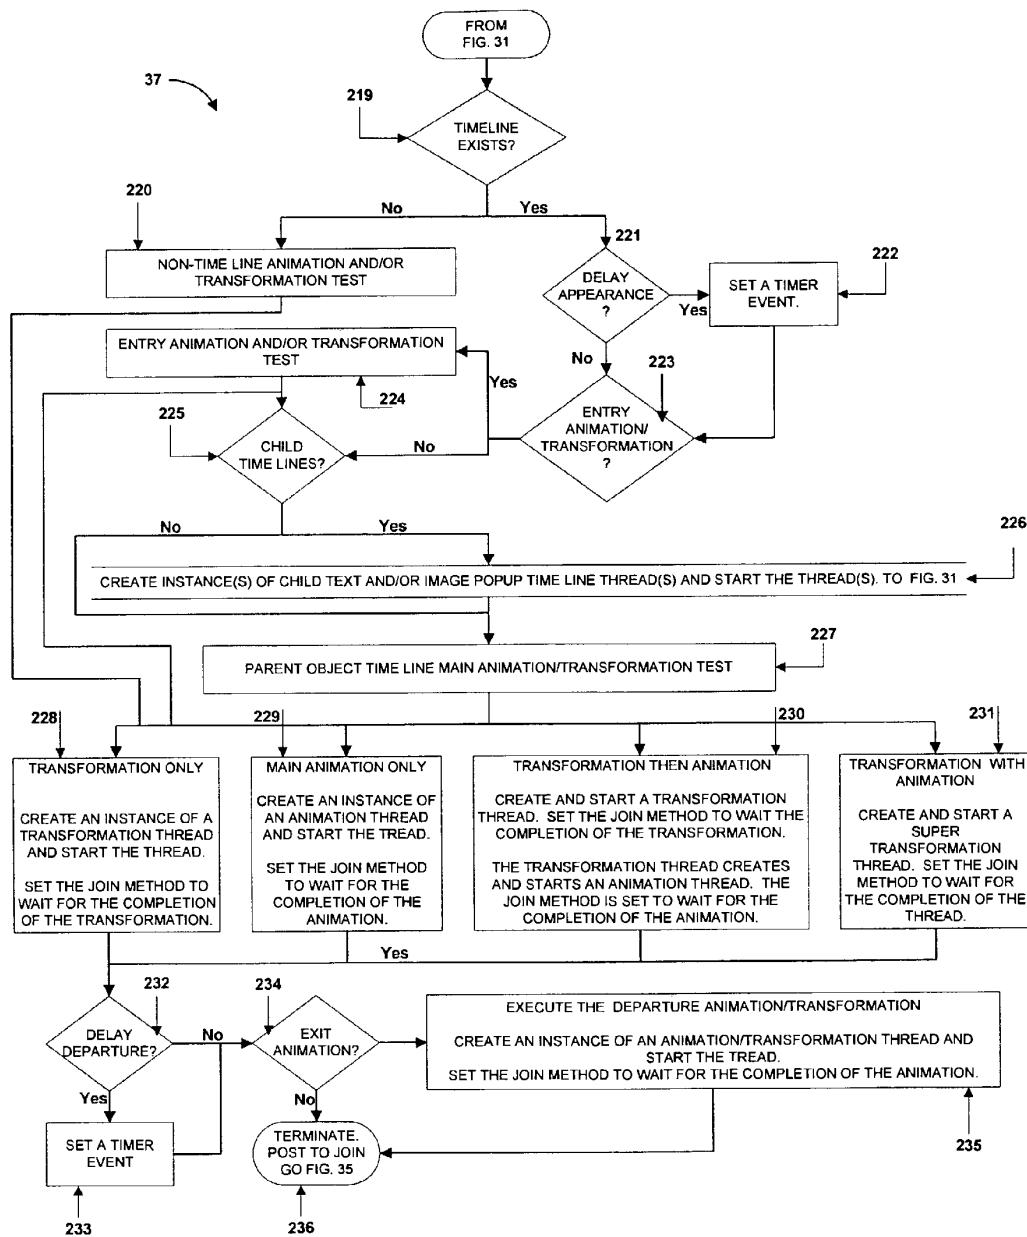 FROM
FIG. 31
37
219
TIMELINE
EXISTS?
220
No
Yes
221
NON-TIME LINE ANIMATION AND/OR
TRANSFORMATION TEST
DELAY
APPEARANCE
?
Yes
SET A TIMER
EVENT.
222
ENTRY ANIMATION AND/OR TRANSFORMATION
TEST
No
223
Yes
224
225
ENTRY
ANIMATION/
TRANSFORMATION
?
CHILD
TIME LINES?
No
No
Yes
226
CREATE INSTANCE(S) OF CHILD TEXT AND/OR IMAGE POPUP TIME LINE THREAD(S) AND START THE THREAD(S). TO FIG. 31
227
PARENT OBJECT TIME LINE MAIN ANIMATION/TRANSFORMATION TEST
228
229
230
231
TRANSFORMATION ONLY
CREATE AN INSTANCE OF A
TRANSFORMATION THREAD
AND START THE THREAD.
SET THE JOIN METHOD TO
WAIT FOR THE COMPLETION
OF THE TRANSFORMATION.
MAIN ANIMATION ONLY
CREATE AN INSTANCE OF
AN ANIMATION THREAD
AND START THE TREAD.
SET THE JOIN METHOD
TO WAIT FOR THE
COMPLETION OF THE
ANIMATION.
TRANSFORMATION THEN ANIMATION
CREATE AND START A TRANSFORMATION
THREAD. SET THE JOIN METHOD TO WAIT THE
COMPLETION OF THE TRANSFORMATION.
THE TRANSFORMATION THREAD CREATES
AND STARTS AN ANIMATION THREAD. THE
JOIN METHOD IS SET TO WAIT FOR THE
COMPLETION OF THE ANIMATION.
TRANSFORMATION WITH
ANIMATION
CREATE AND START A
SUPER
TRANSFORMATION
THREAD. SET THE JOIN
METHOD TO WAIT FOR
THE COMPLETION OF THE
THREAD.
Yes
232
234
DELAY
DEPARTURE?
No
EXIT
ANIMATION?
EXECUTE THE DEPARTURE ANIMATION/TRANSFORMATION
CREATE AN INSTANCE OF AN ANIMATION/TRANSFORMATION THREAD AND
START THE TREAD.
SET THE JOIN METHOD TO WAIT FOR THE COMPLETION OF THE ANIMATION.
Yes
No
SET A TIMER
EVENT
TERMINATE.
POST TO JOIN
GO FIG. 35
235
233
236